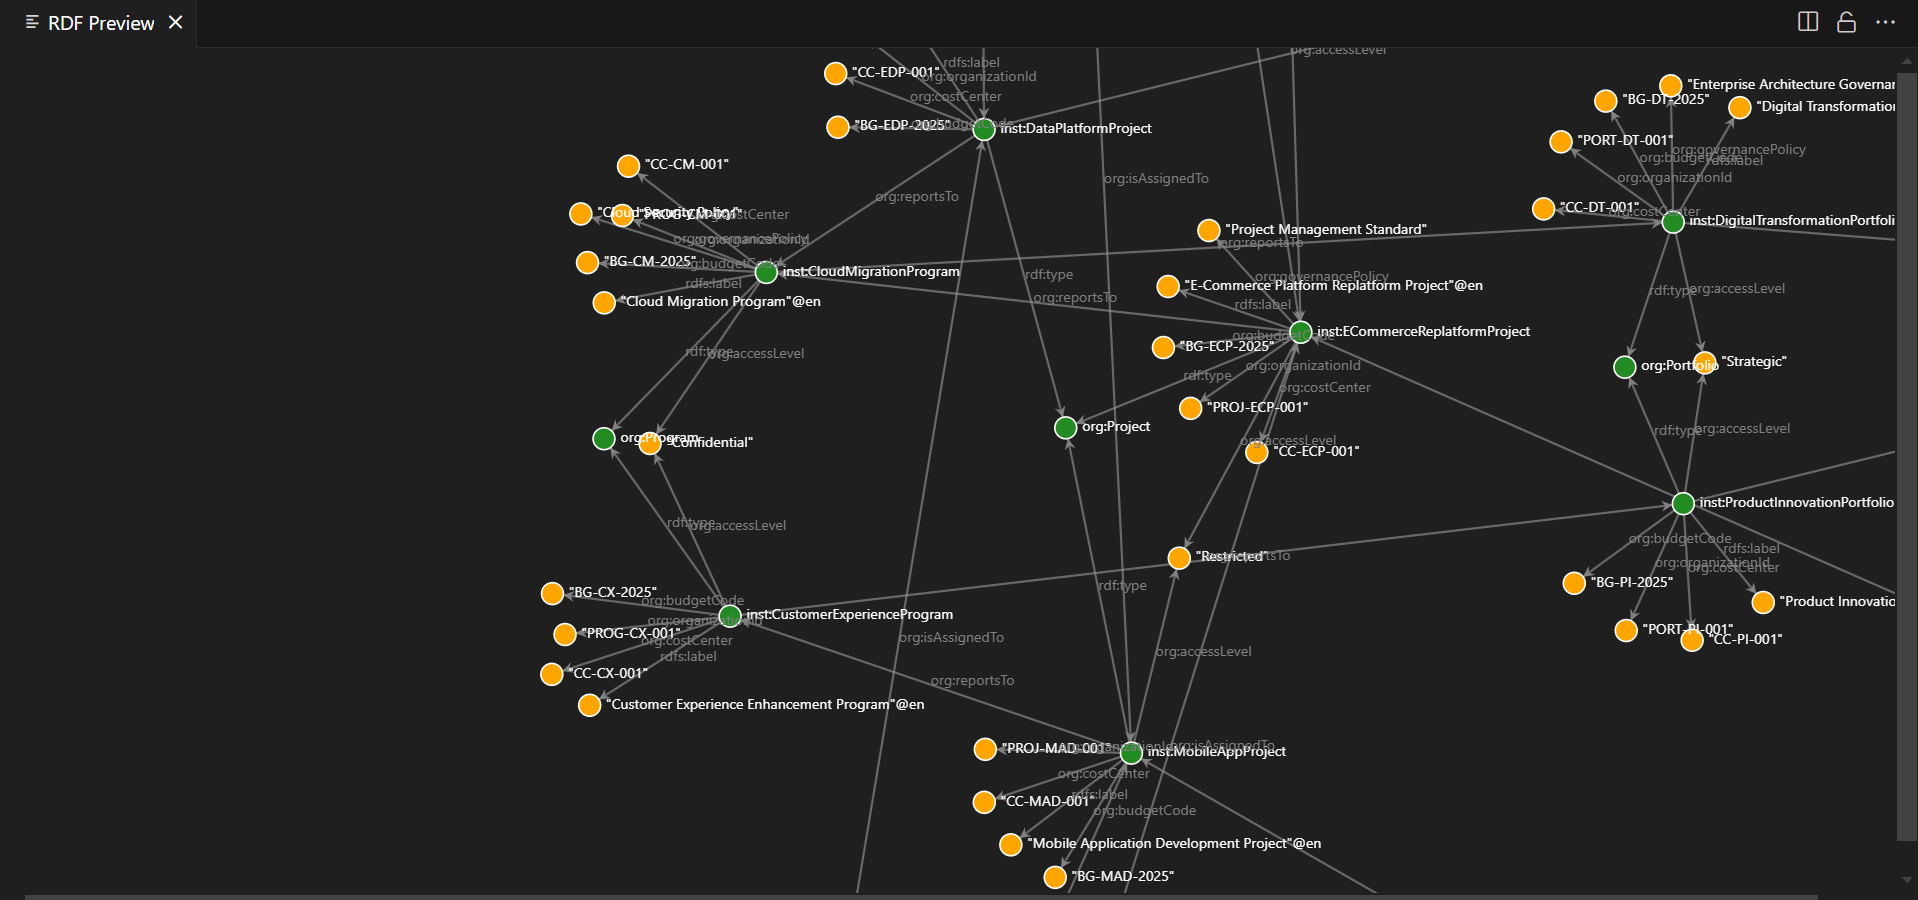 RDF Preview
org:accessLevel
rdfs:label
"CC-EDP-001"
org:organizationId
org:costCenter
"BG-EDP-2025"
org:budgetCode
inst:DataPlatformProject
"Enterprise Architecture Governar
"BG-DT-2025"
"Digital Transformation
"PORT-DT-001"
org:governancePolicy
org:budgetCode
rdfs:label
org:organizationId
"CC-DT-001"
org:costCenter
inst:DigitalTransformationPortfoli
"CC-CM-001"
org:isAssignedTo
org:reportsTo
"Cloud Security Policy"
"PROG-CM-001"
org:costCenter
org:governancePolicy
org:organizationId
"BG-CM-2025"
org:budgetCode
inst:CloudMigrationProgram
rdfs:label
"Cloud Migration Program"@en
"Project Management Standard"
org:reportsTo
rdf:type
org:governancePolicy
"E-Commerce Platform Replatform Project"@en
org:reportsTo
rdfs:label
inst:ECommerceReplatformProject
org:budgetCode
"BG-ECP-2025"
org:organizationId
rdf:type
org:costCenter
"PROJ-ECP-001"
rdf:type
org:accessLevel
org:Portfolio
"Strategic"
rdf:type
org:accessLevel
rdf:type
org:accessLevel
org:Program
"Confidential"
org:Project
org:accessLevel
"CC-ECP-001"
inst:ProductInnovationPortfolio
rdf:type
org:accessLevel
"Restricted"
org:reportsTo
org:budgetCode
rdfs:label
org:organizationId
org:costCenter
"BG-PI-2025"
"Product Innovatio
"PORT-PI-001"
"CC-PI-001"
rdf:type
"BG-CX-2025"
org:budgetCode
inst:CustomerExperienceProgram
org:organizationId
"PROG-CX-001"
org:costCenter
rdfs:label
"CC-CX-001"
"Customer Experience Enhancement Program"@en
org:isAssignedTo
org:accessLevel
org:reportsTo
"PROJ-MAD-001"
org:organizationId
org:isAssignedTo
inst:MobileAppProject
org:costCenter
rdfs:label
"CC-MAD-001"
org:budgetCode
"Mobile Application Development Project"@en
"BG-MAD-2025"